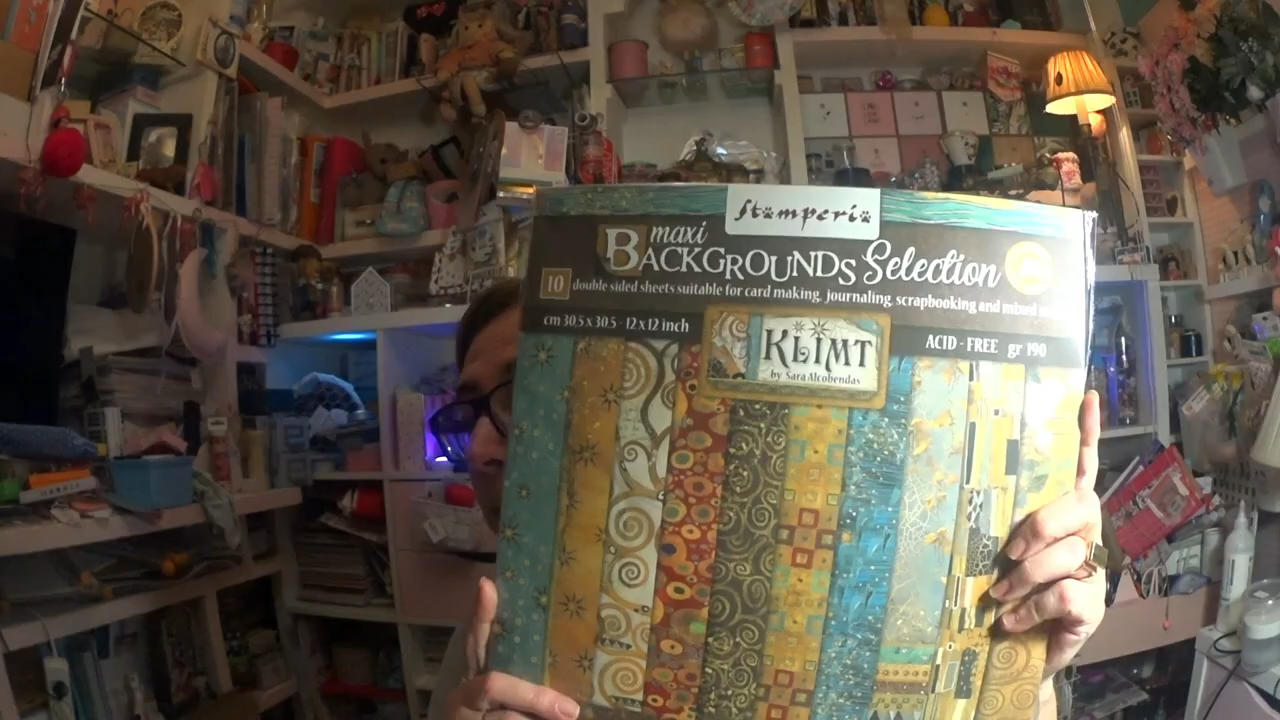 Stamperia
maxi
BACKGROUNDS Selection
10 double sided sheets suitable for card making, journaling, scrapbooking and mixed
cm 30,5 x 30,5 - 12 x 12 inch
ACID - FREE gr 190
KLIMT
by Sara Alcobendas